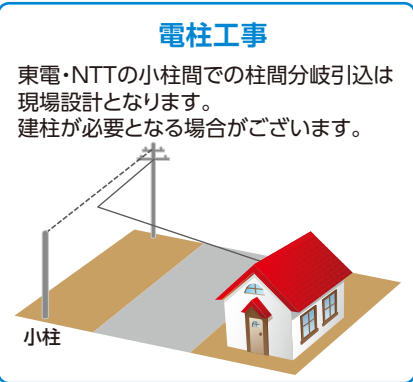 電柱工事
東電・NTTの小柱間での柱間分岐引込は
現場設計となります。
建柱が必要となる場合がございます。
小柱